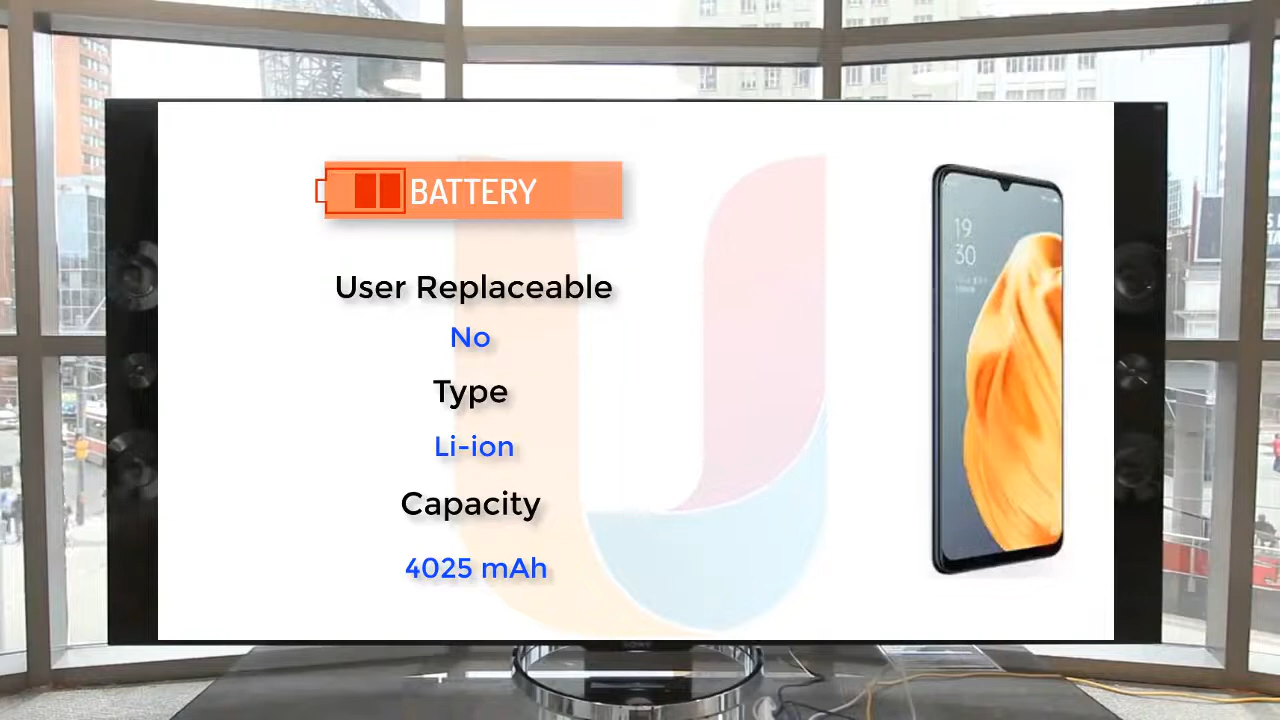 BATTERY
User Replaceable
No
Type
Li-ion
Capacity
4025 mAh
19
30